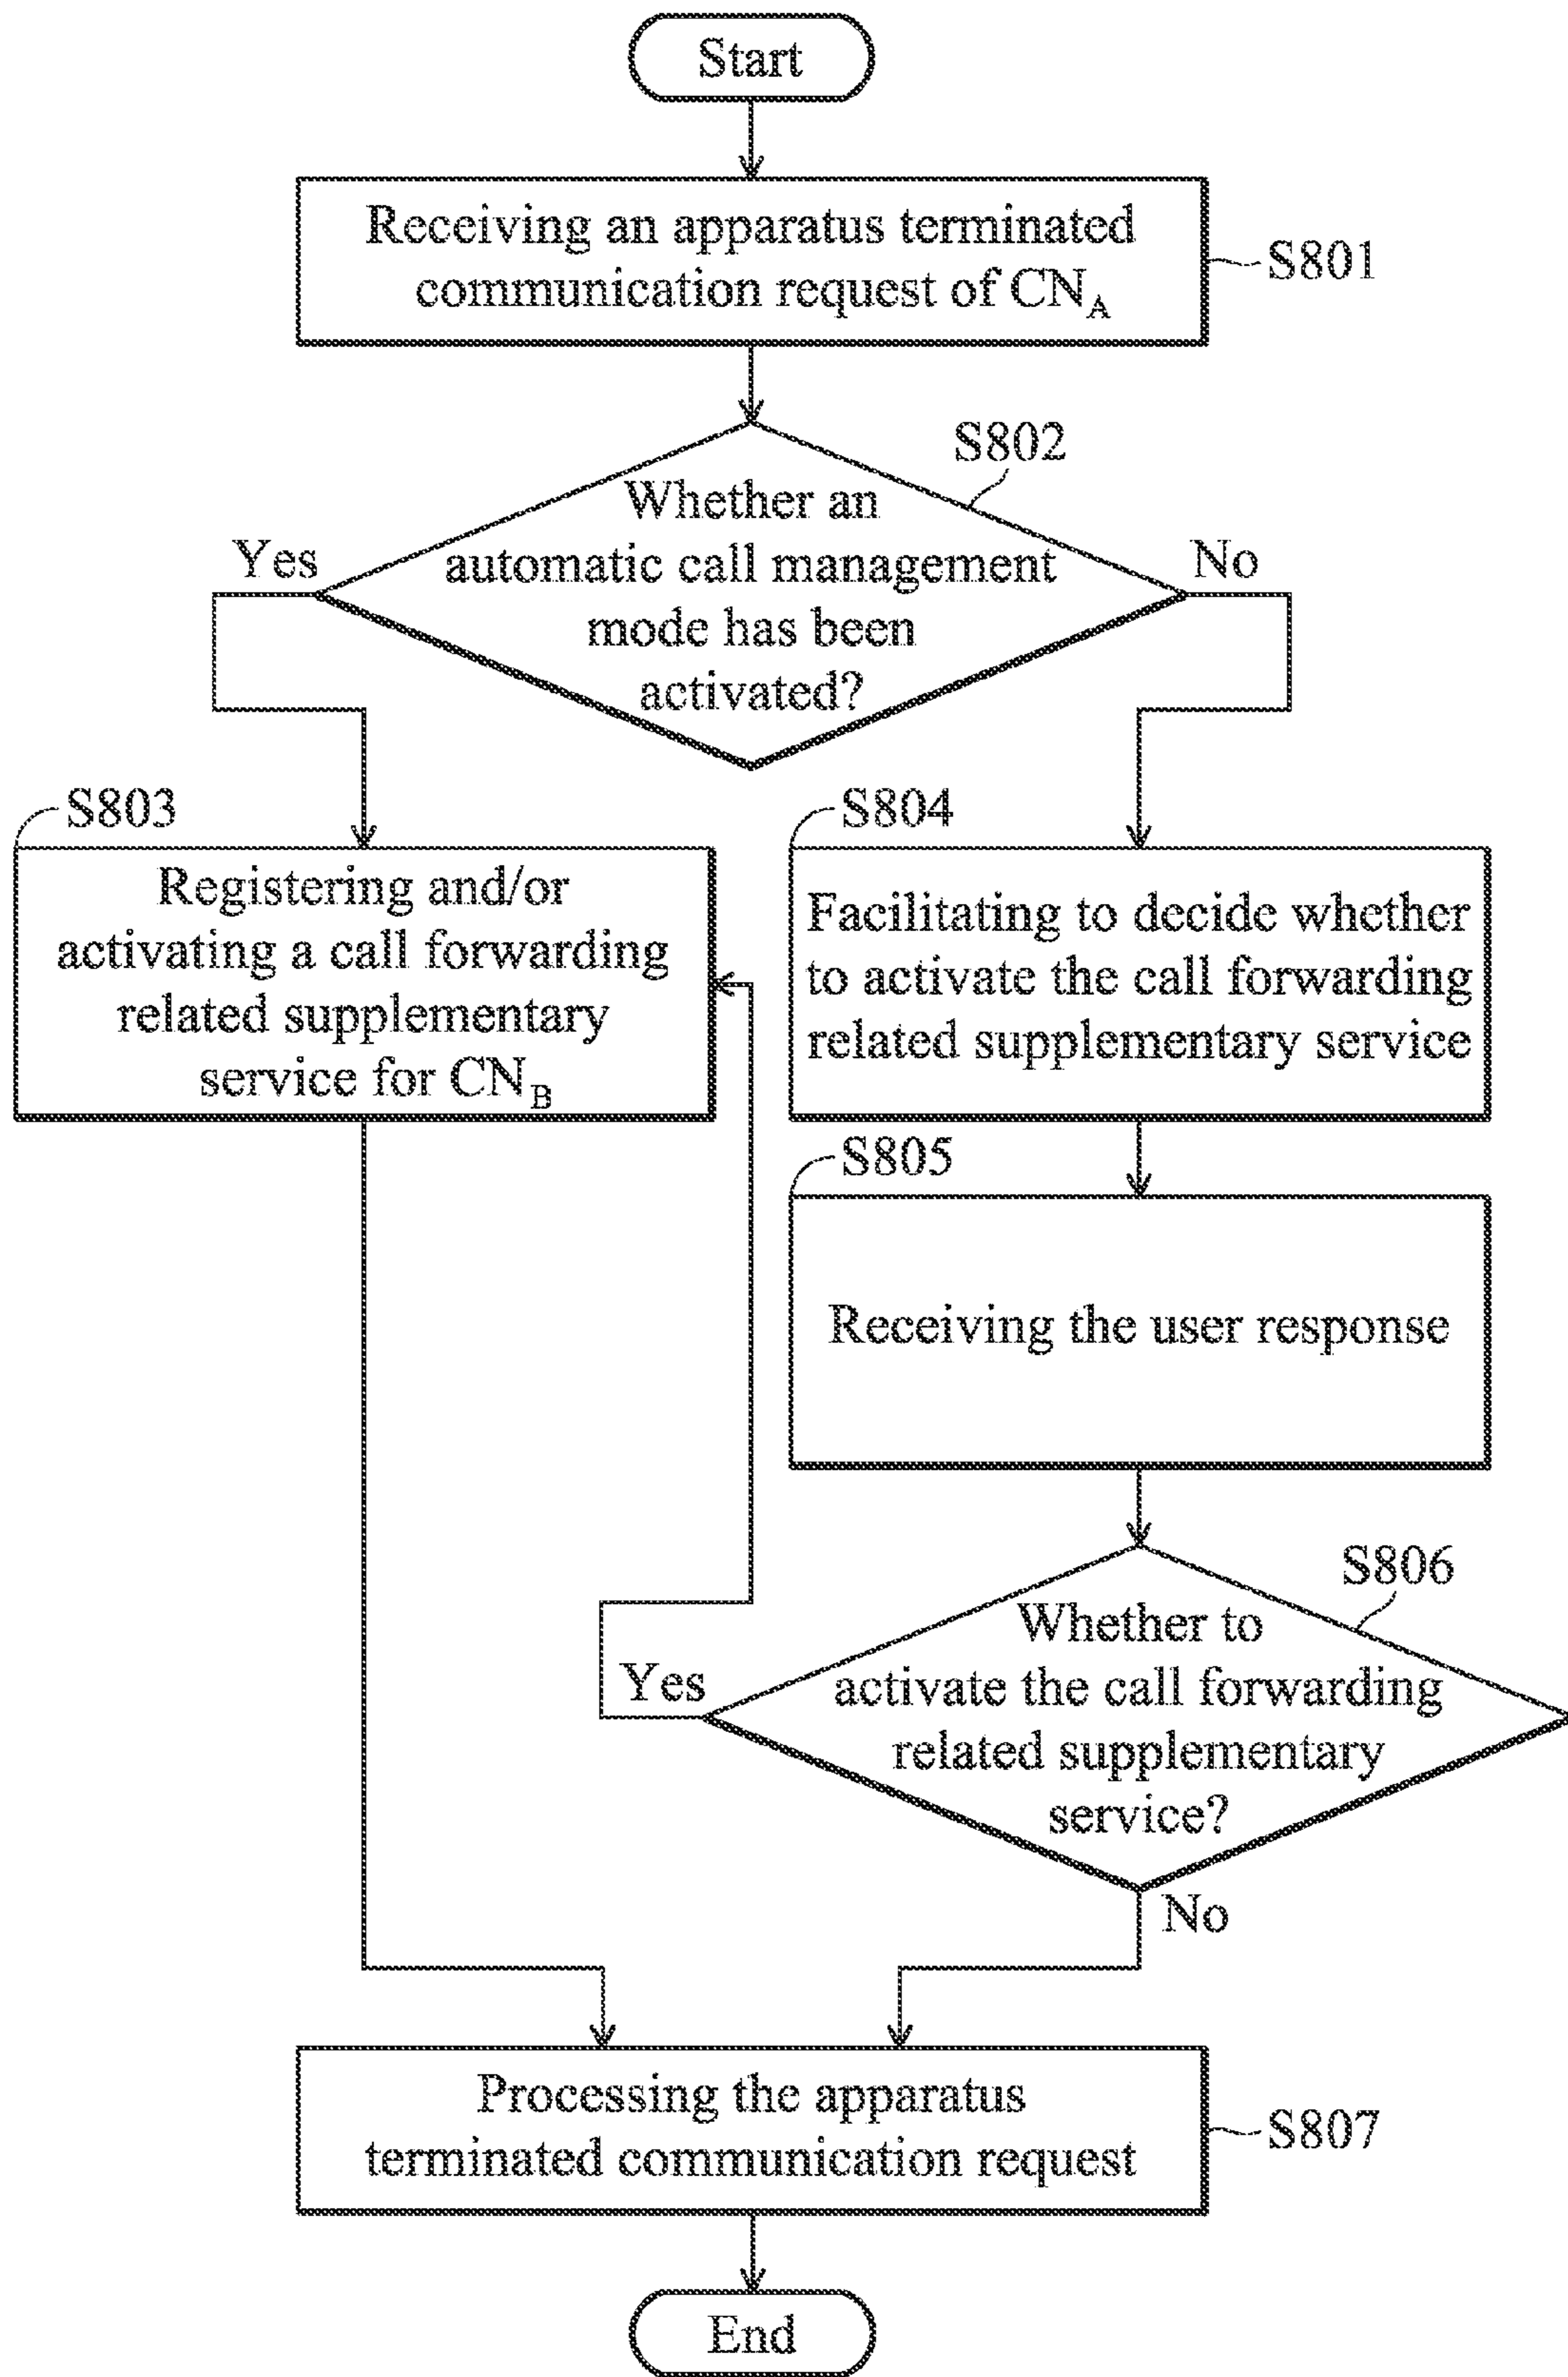 Start
Receiving an apparatus terminated
communication request of CN_A
S801
S802
Whether an
automatic call management
mode has been
activated?
Yes
No
S803
Registering and/or
activating a call forwarding
related supplementary
service for CN_B
S804
Facilitating to decide whether
to activate the call forwarding
related supplementary service
S805
Receiving the user response
S806
Whether to
activate the call forwarding
related supplementary
service?
Yes
No
Processing the apparatus
terminated communication request
S807
End